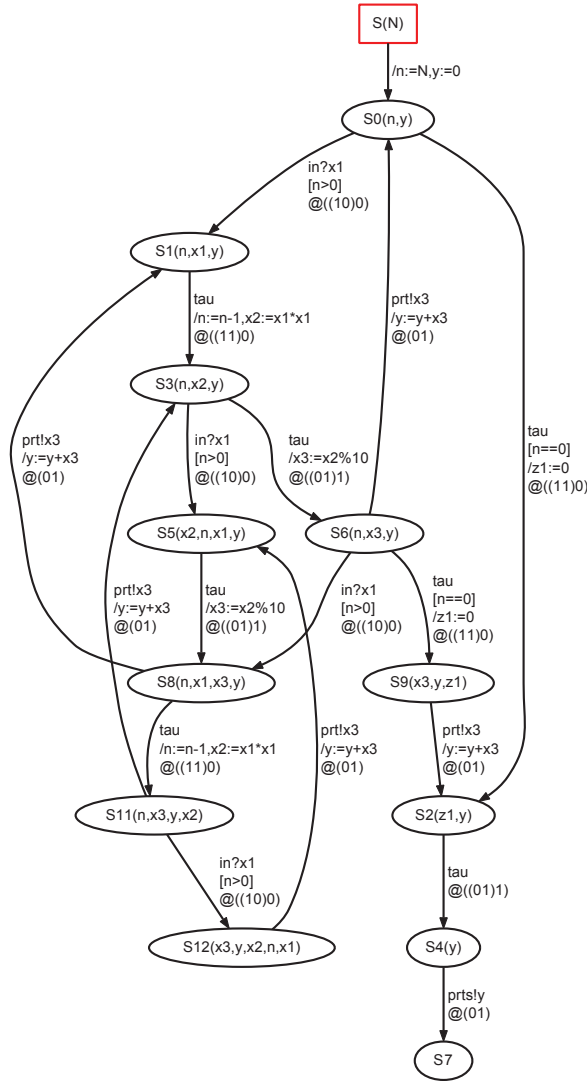 S(N)
/n:=N,y:=0
S0(n,y)
in?x1
[n>0]
@((10)0)
S1(n,x1,y)
tau
/n:=n-1,x2:=x1*x1
@((11)0)
prt!x3
/y:=y+x3
@(01)
S3(n,x2,y)
prt!x3
/y:=y+x3
@(01)
in?x1
[n>0]
@((10)0)
tau
/x3:=x2%10
@((01)1)
tau
[n==0]
/z1:=0
@((11)0)
S5(x2,n,x1,y)
S6(n,x3,y)
prt!x3
/y:=y+x3
@(01)
tau
/x3:=x2%10
@((01)1)
in?x1
[n>0]
@((10)0)
tau
[n==0]
/z1:=0
@((11)0)
S8(n,x1,x3,y)
S9(x3,y,z1)
tau
/n:=n-1,x2:=x1*x1
@((11)0)
prt!x3
/y:=y+x3
@(01)
prt!x3
/y:=y+x3
@(01)
S11(n,x3,y,x2)
S2(z1,y)
in?x1
[n>0]
@((10)0)
tau
@((01)1)
S12(x3,y,x2,n,x1)
S4(y)
prts!y
@(01)
S7